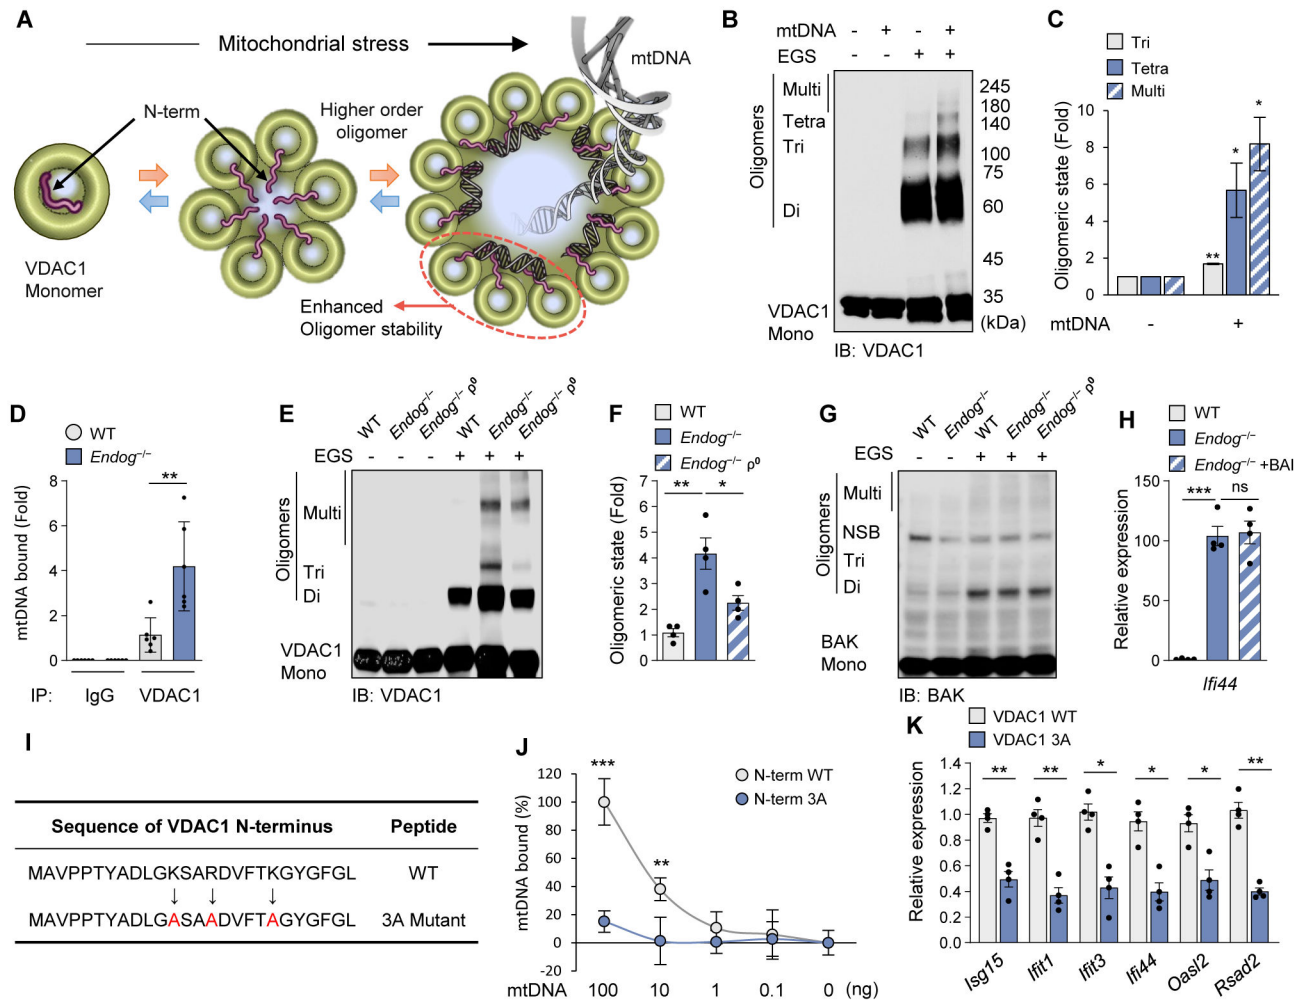 A
Mitochondrial stress
mtDNA
N-term
Higher order
oligomer
VDAC1
Monomer
Enhanced
Oligomer stability
B
mtDNA - + - +
EGS - - + +
Oligomers
Multi
Tetra
Tri
Di
VDAC1
Mono
245
180
140
100
75
60
45
35
(kDa)
IB: VDAC1
C
Tri
Tetra
Multi
Oligomeric state (Fold)
10
8
6
4
2
0
**
*
*
mtDNA - +
D
WT
Endog–/–
mtDNA bound (Fold)
8
6
4
2
0
**
IP: IgG VDAC1
E
WT Endog–/– Endog–/– ρ0 WT Endog–/– Endog–/– ρ0
EGS - - - + + +
Oligomers
Multi
Tri
Di
VDAC1
Mono
IB: VDAC1
F
WT
Endog–/–
Endog–/– ρ0
Oligomeric state (Fold)
7
6
5
4
3
2
1
0
** *
G
WT Endog–/– WT Endog–/– Endog–/– ρ0
EGS - - + + +
Oligomers
Multi
NSB
Tri
Di
BAK
Mono
IB: BAK
H
WT
Endog–/–
Endog–/– +BAI
Relative expression
150
100
50
0
*** ns
Ifi44
I
Sequence of VDAC1 N-terminus Peptide
MAVPPTYADLGKSARDVFTKGYGFGL WT
↓ ↓ ↓
MAVPPTYADLGASAADVFTAGYGFGL 3A Mutant
J
N-term WT
N-term 3A
mtDNA bound (%)
120
100
80
60
40
20
0
-20
***
**
mtDNA 100 10 1 0.1 0 (ng)
K
VDAC1 WT
VDAC1 3A
Relative expression
1.4
1.2
1.0
0.8
0.6
0.4
0.2
0.0
** ** * * * **
Isg15 Ifit1 Ifit3 Ifi44 Oasl2 Rsad2